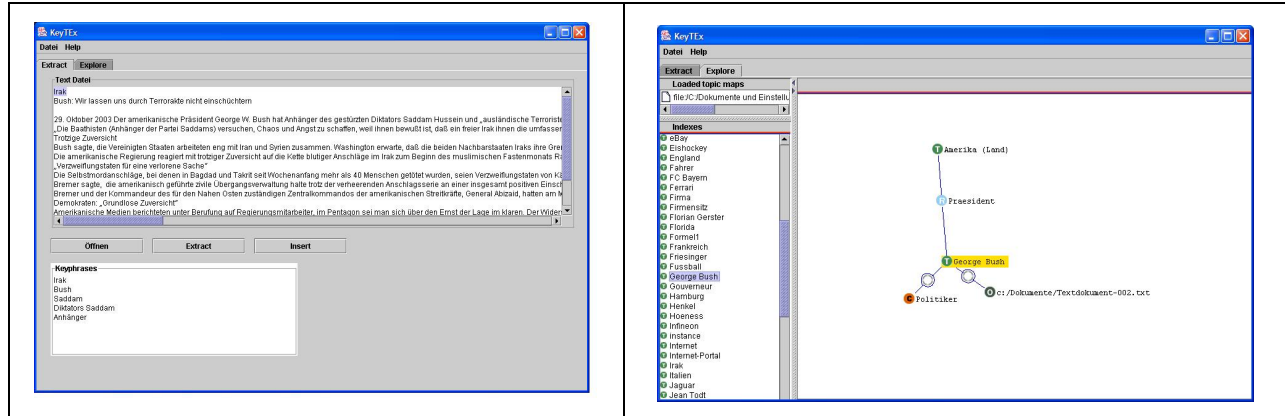 KeyTEx
Datei Help
Extract Explore
Text Datei
Irak
Bush: Wir lassen uns durch Terrorakte nicht einschüchtern
29. Oktober 2003 Der amerikanische Präsident George W. Bush hat Anhänger des gestürzten Diktators Saddam Hussein und „ausländische Terroriste
„Die Baathisten (Anhänger der Partei Saddams) versuchen, Chaos und Angst zu schaffen, weil ihnen bewußt ist, daß ein freier Irak ihnen die umfasser
Trotzige Zuversicht
Bush sagte, die Vereinigten Staaten arbeiteten eng mit Iran und Syrien zusammen. Washington erwarte, daß die beiden Nachbarstaaten Iraks ihre Gren
Die amerikanische Regierung reagiert mit trotziger Zuversicht auf die Kette blutiger Anschläge im Irak zum Beginn des muslimischen Fastenmonats Ra
„Verzweiflungstaten für eine verlorene Sache“
Die Selbstmordanschläge, bei denen in Bagdad und Takrit seit Wochenanfang mehr als 40 Menschen getötet wurden, seien Verzweiflungstaten von
Bremer sagte, die amerikanisch geführte zivile Übergangsverwaltung halte trotz der verheerenden Anschlagsserie an einer insgesamt positiven Einsch
Bremer und der Kommandeur des für den Nahen Osten zuständigen Zentralkommandos der amerikanischen Streitkräfte, General Abizaid, hatten am
Demokraten: „Grundlose Zuversicht“
Amerikanische Medien berichteten unter Berufung auf Regierungsmitarbeiter, im Pentagon sei man sich über den Ernst der Lage im klaren. Der Wider
Öffnen Extract Insert
Keyphrases
Irak
Bush
Saddam
Diktators Saddam
Anhänger
KeyTEx
Datei Help
Extract Explore
Loaded topic maps
file:/C:/Dokumente und Einstellu
Indexes
eBay
Eishockey
England
Fahrer
FC Bayern
Ferrari
Firma
Firmensitz
Florian Gerster
Florida
Formel1
Frankreich
Friesinger
Fussball
George Bush
Gouverneur
Hamburg
Henkel
Hoeness
Infineon
instance
Internet
Internet-Portal
Irak
Italien
Jaguar
Jean Todt
T Amerika (Land)
R Praesident
T George Bush
C Politiker
O c:/Dokumente/Textdokument-002.txt